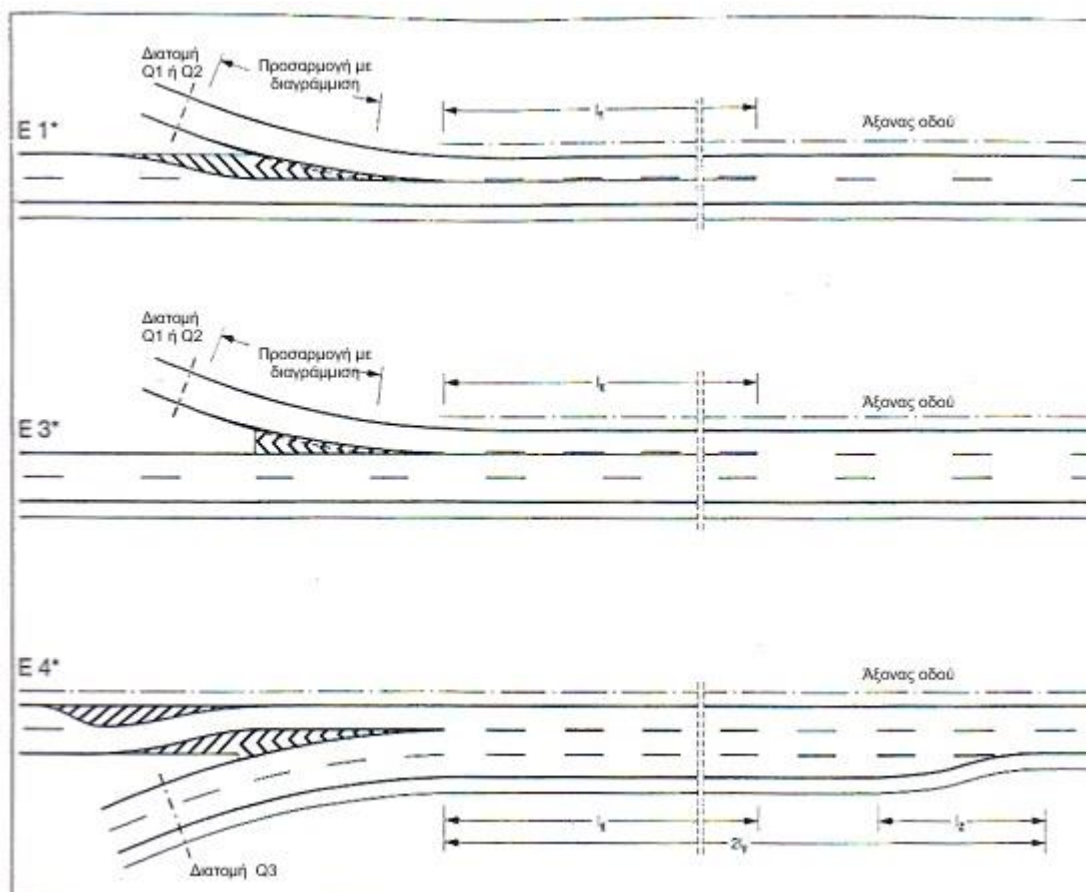 Διατομή
Q1 ή Q2
Προσαρμογή με
διαγράμμιση
E 1*
Άξονας οδού
Διατομή
Q1 ή Q2
Προσαρμογή με
διαγράμμιση
E 3*
Άξονας οδού
E 4*
Άξονας οδού
Διατομή Q3